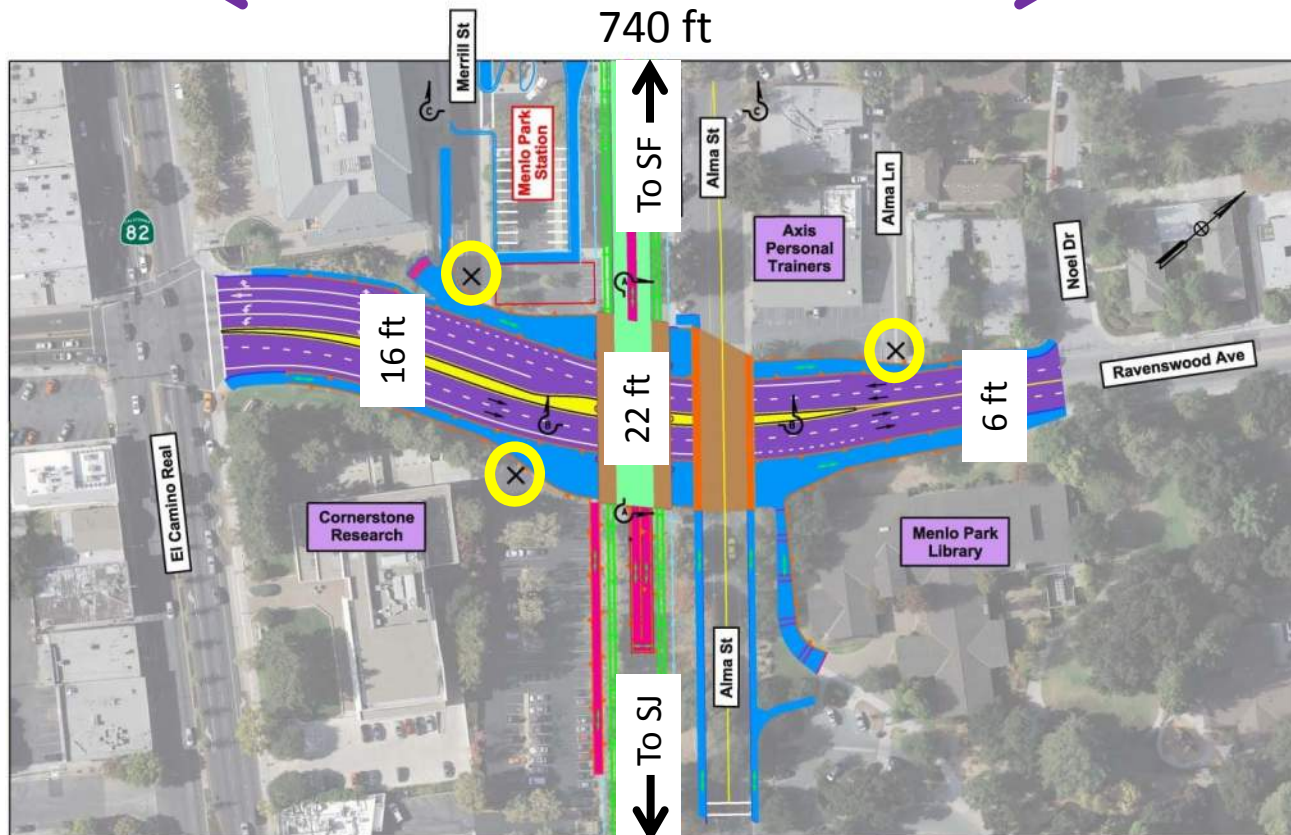 740 ft
Merrill St
Menlo Park
Station
To SF
Alma St
Alma Ln
Noel Dr
C
C
CALIFORNIA
82
Axis
Personal
Trainers
A
16 ft
22 ft
6 ft
Ravenswood Ave
B
B
El Camino Real
Cornerstone
Research
A
Menlo Park
Library
Alma St
To SJ